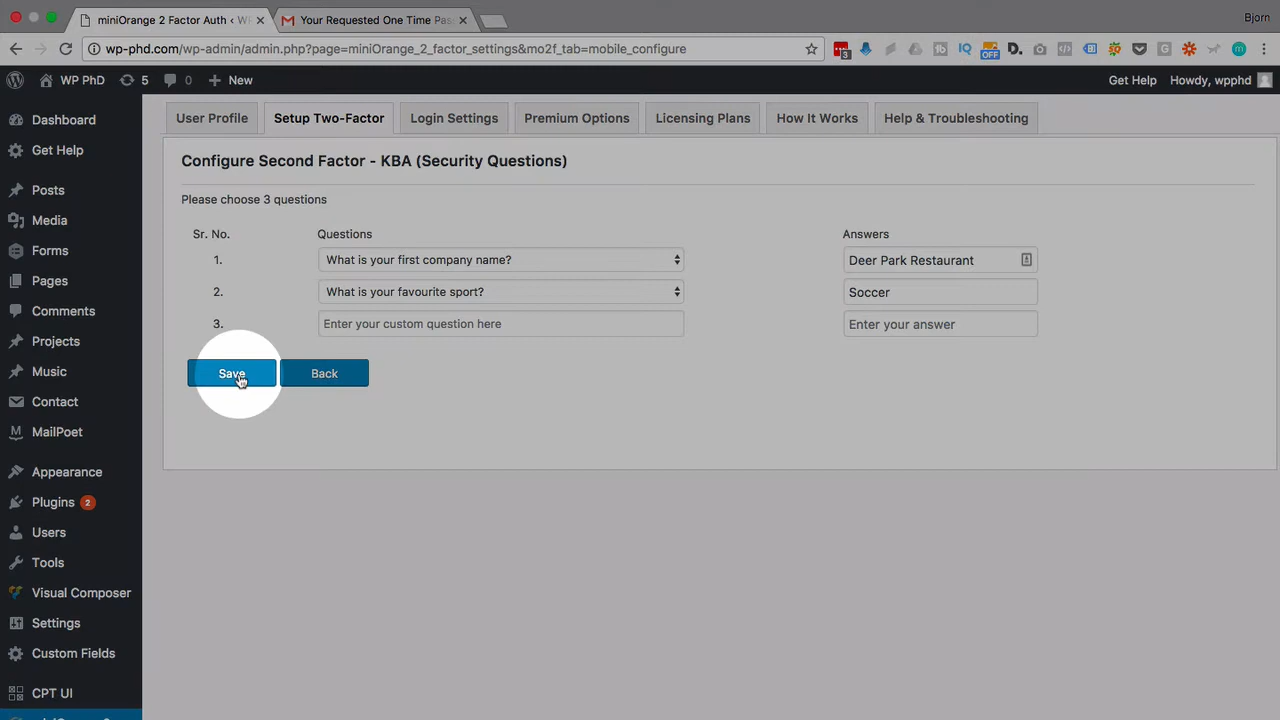 miniOrange 2 Factor Auth ‹ WP
Your Requested One Time Pas
Bjorn
wp-phd.com/wp-admin/admin.php?page=miniOrange_2_factor_settings&mo2f_tab=mobile_configure
3
OFF
D.
WP PhD
5
0
New
Get Help
Howdy, wpphd
Dashboard
Get Help
Posts
Media
Forms
Pages
Comments
Projects
Music
Contact
MailPoet
Appearance
Plugins 2
Users
Tools
Visual Composer
Settings
Custom Fields
CPT UI
User Profile
Setup Two-Factor
Login Settings
Premium Options
Licensing Plans
How It Works
Help & Troubleshooting
Configure Second Factor - KBA (Security Questions)
Please choose 3 questions
Sr. No. Questions Answers
1. What is your first company name? Deer Park Restaurant
2. What is your favourite sport? Soccer
3. Enter your custom question here Enter your answer
Save
Back